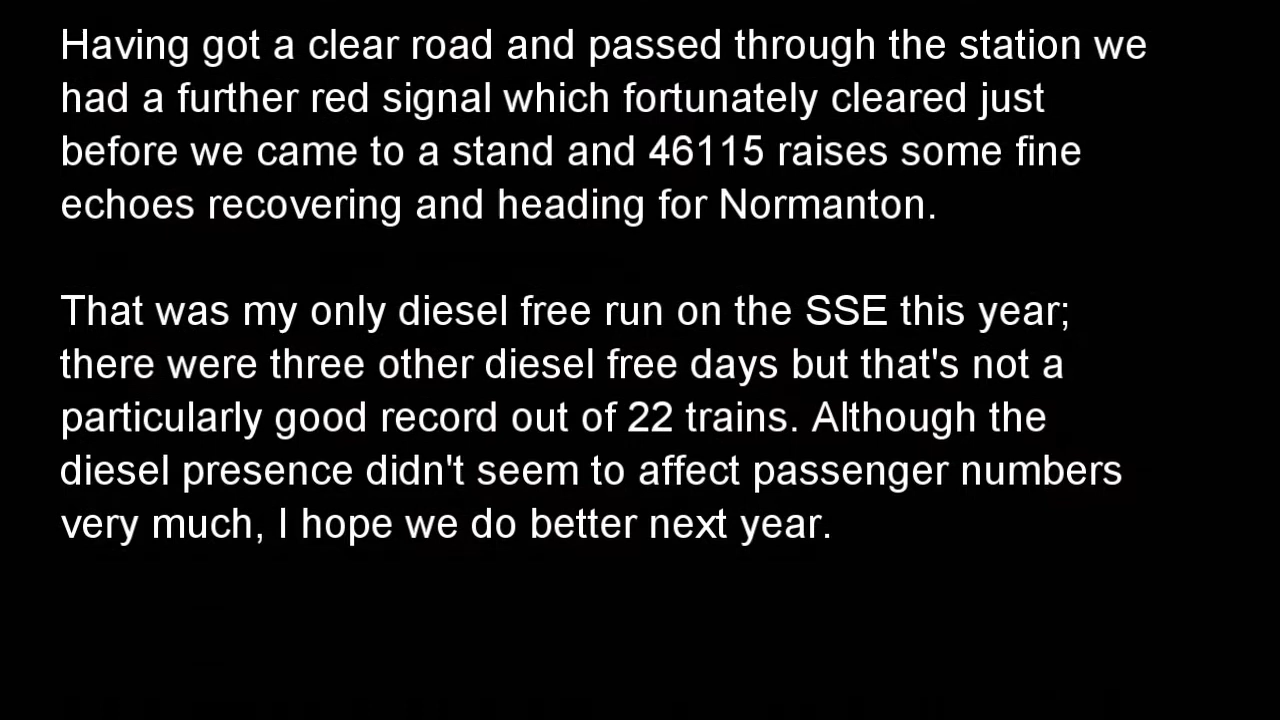 Having got a clear road and passed through the station we
had a further red signal which fortunately cleared just
before we came to a stand and 46115 raises some fine
echoes recovering and heading for Normanton.
That was my only diesel free run on the SSE this year;
there were three other diesel free days but that's not a
particularly good record out of 22 trains. Although the
diesel presence didn't seem to affect passenger numbers
very much, I hope we do better next year.